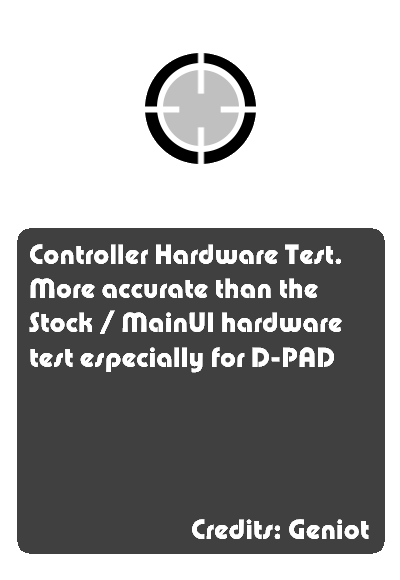 Controller Hardware Test.
More accurate than the
Stock / MainUI hardware
test especially for D-PAD
Credits: Geniot